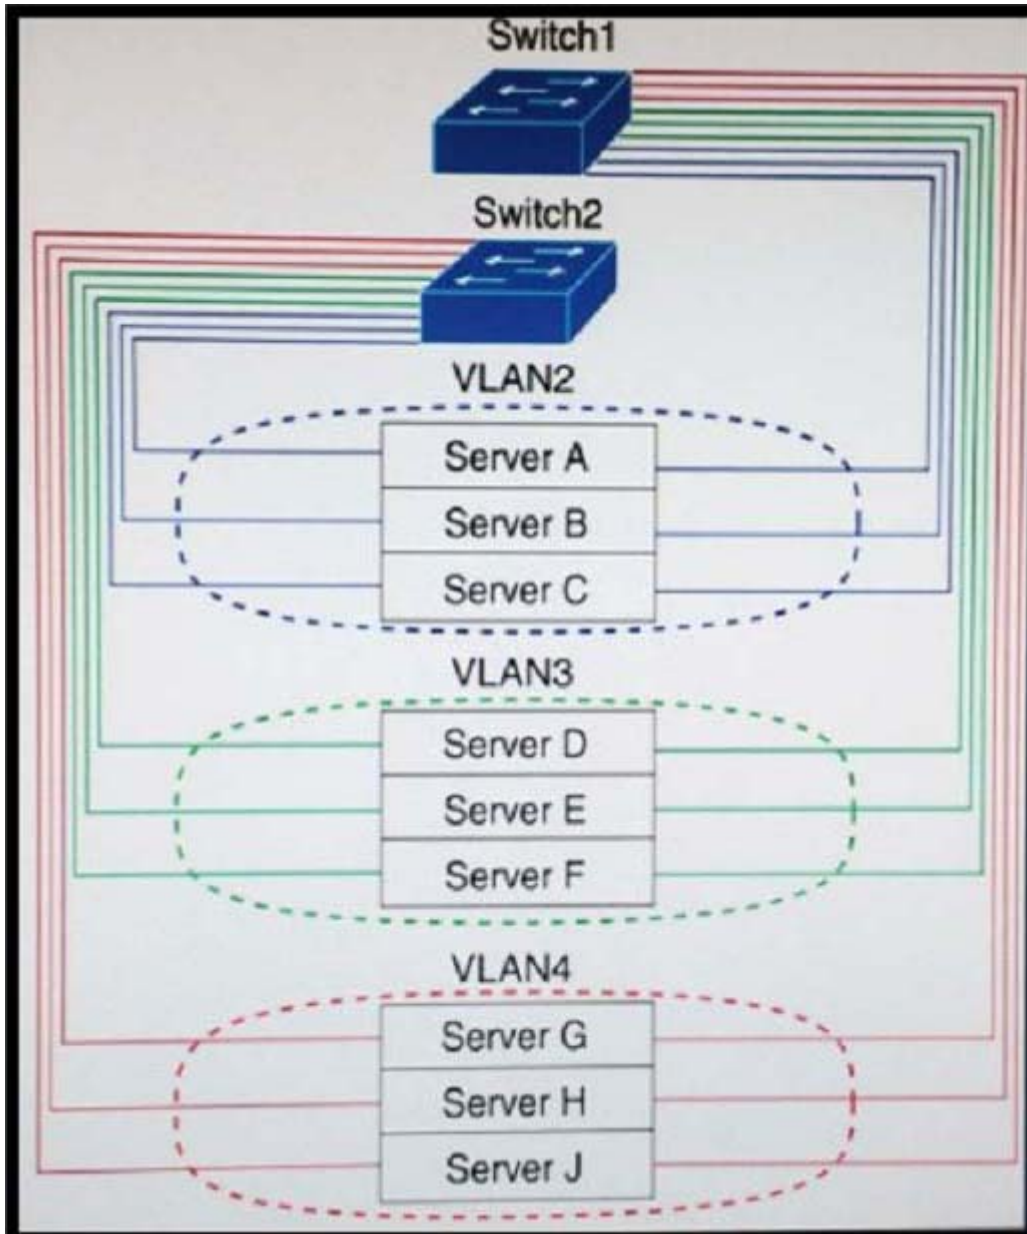 Switch1
Switch2
VLAN2
Server A
Server B
Server C
VLAN3
Server D
Server E
Server F
VLAN4
Server G
Server H
Server J